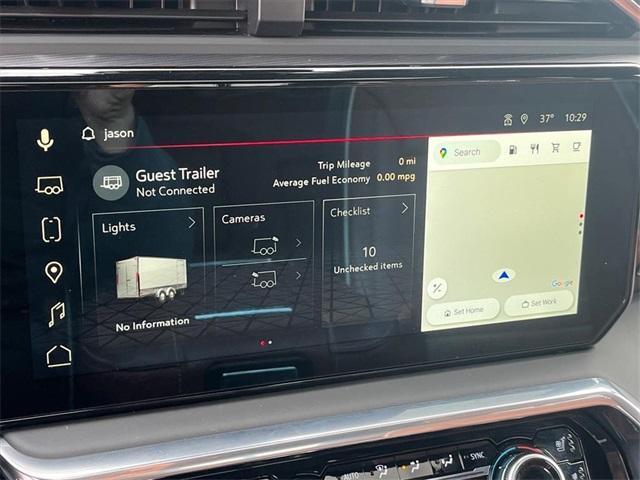 jason
37° 10:29
Guest Trailer
Not Connected
Trip Mileage 0 mi
Average Fuel Economy 0.00 mpg
Search
Lights
Cameras
Checklist
10
Unchecked items
No Information
Google
Set Home
Set Work
AUTO
SYNC